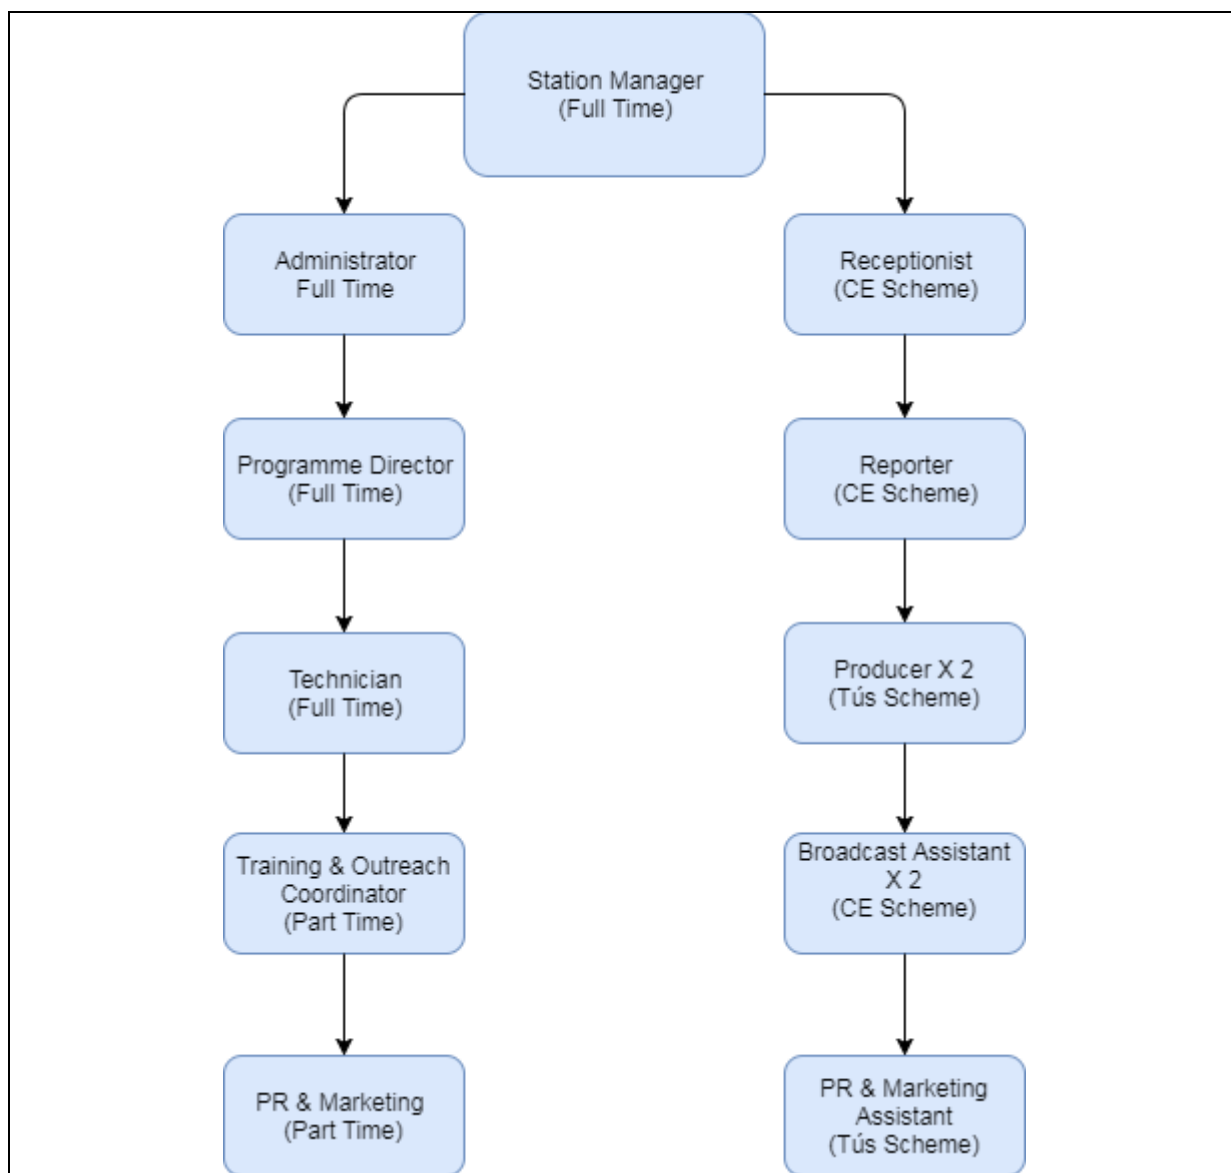 Station Manager
(Full Time)
Administrator
Full Time
Programme Director
(Full Time)
Technician
(Full Time)
Training & Outreach
Coordinator
(Part Time)
PR & Marketing
(Part Time)
Receptionist
(CE Scheme)
Reporter
(CE Scheme)
Producer X 2
(Tús Scheme)
Broadcast Assistant
X 2
(CE Scheme)
PR & Marketing
Assistant
(Tús Scheme)